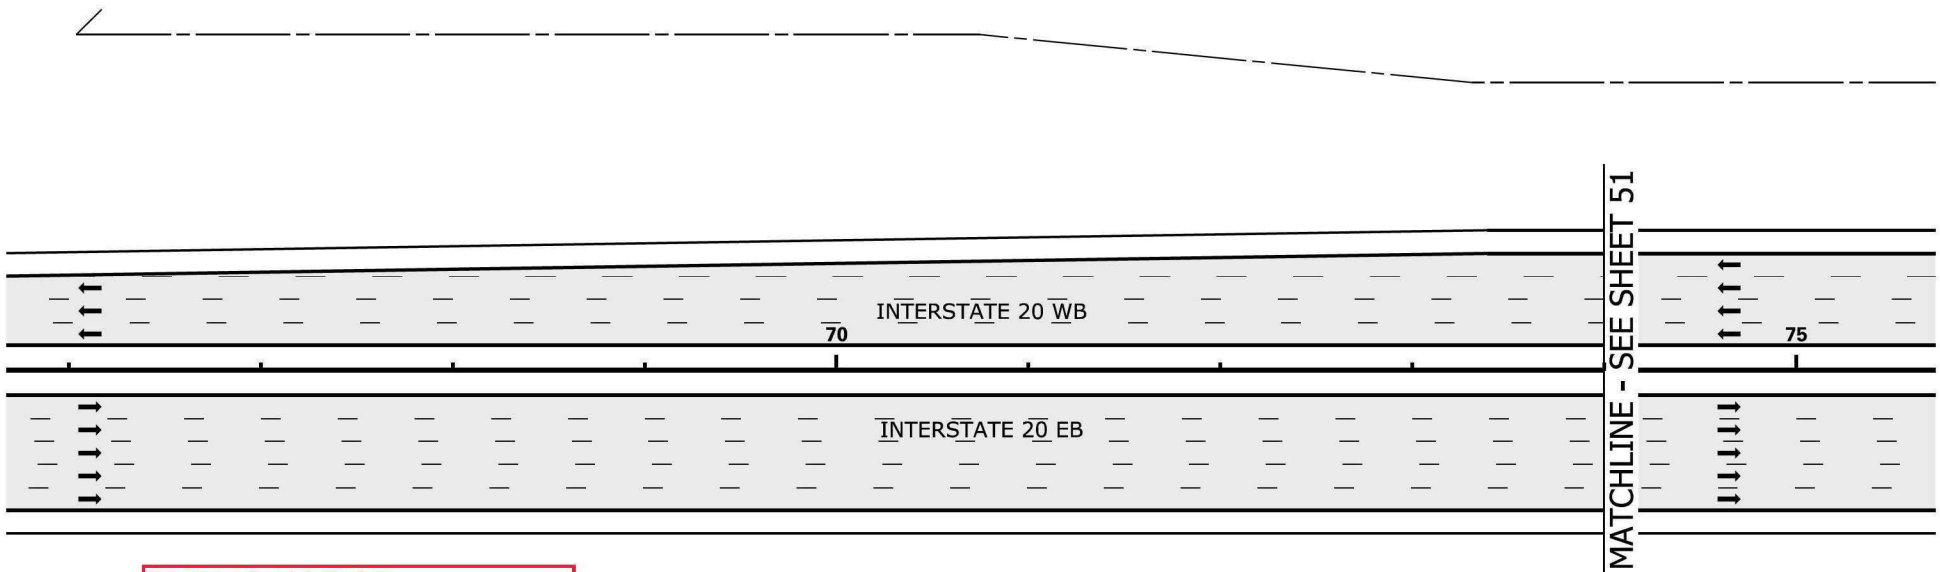 INTERSTATE 20 WB
70
75
INTERSTATE 20 EB
MATCHLINE - SEE SHEET 51